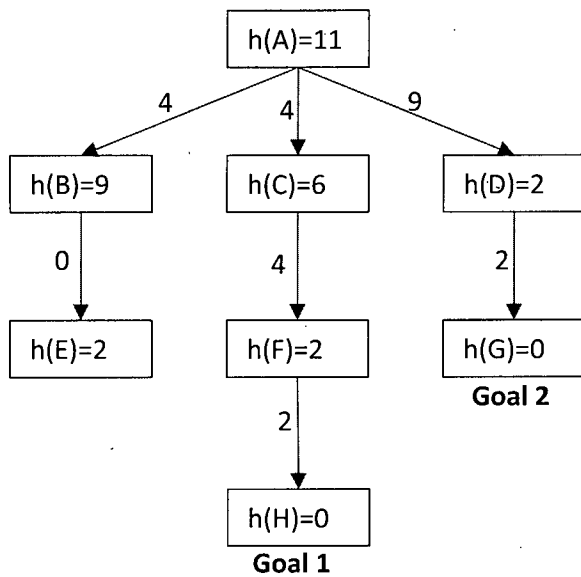 h(A)=11
4 4 9
h(B)=9 h(C)=6 h(D)=2
0 4 2
h(E)=2 h(F)=2 h(G)=0
Goal 2
2
h(H)=0
Goal 1